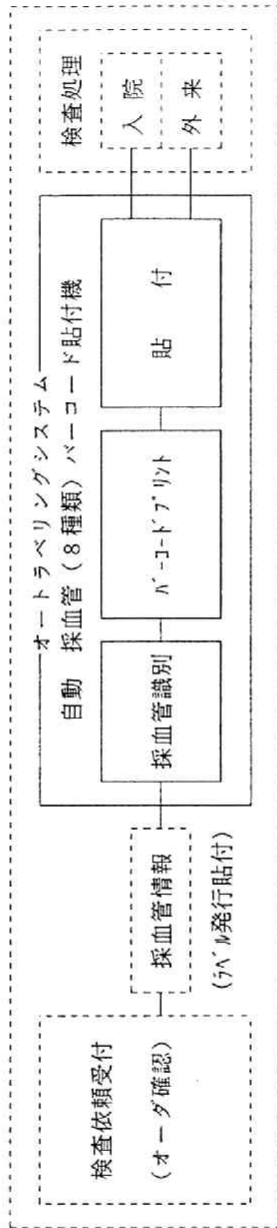 検査依頼受付
(オーダ確認)
採血管情報
(ﾗﾍﾞﾙ発行貼付)
オートラベリングシステム
自動 採血管(8種類)バーコード貼付機
採血管識別
ﾊﾞｰｺｰﾄﾞﾌﾟﾘﾝﾄ
貼 付
検査処理
入 院
外 来